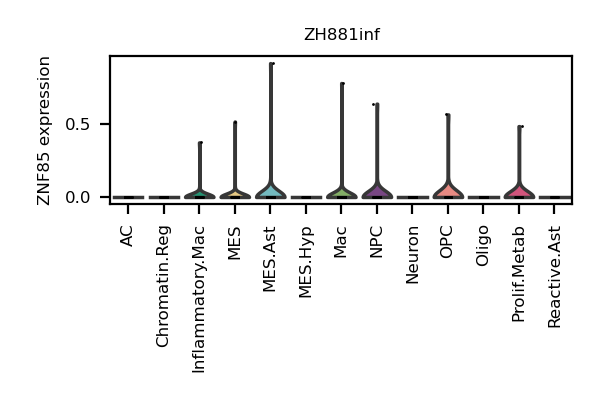 ZH881inf
ZNF85 expression
0.5
0.0
AC
Chromatin.Reg
Inflammatory.Mac
MES
MES.Ast
MES.Hyp
Mac
NPC
Neuron
OPC
Oligo
Prolif.Metab
Reactive.Ast